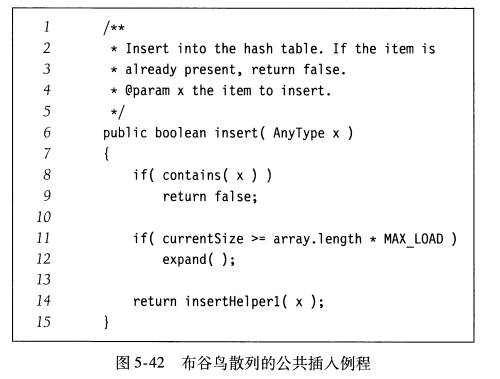 1 /**
2 * Insert into the hash table. If the item is
3 * already present, return false.
4 * @param x the item to insert.
5 */
6 public boolean insert( AnyType x )
7 {
8 if( contains( x ) )
9 return false;
10
11 if( currentSize >= array.length * MAX_LOAD )
12 expand( );
13
14 return insertHelper1( x );
15 }
图 5-42 布谷鸟散列的公共插入例程